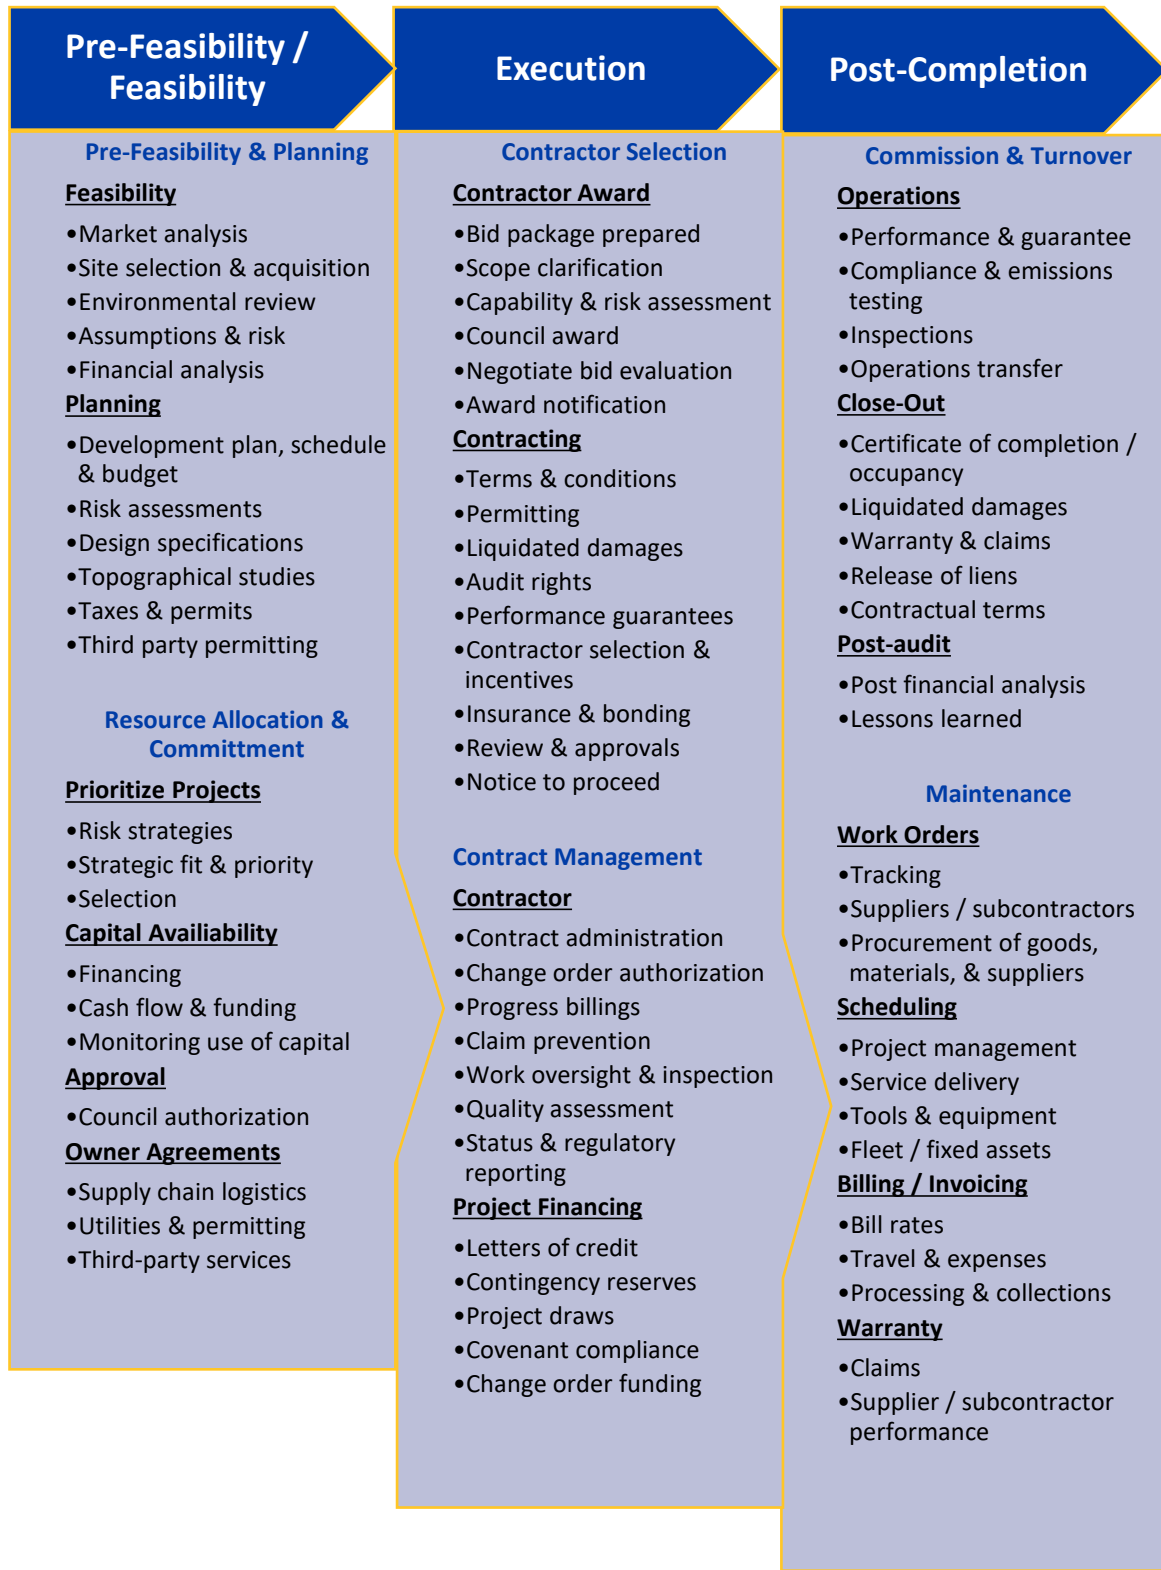 Pre-Feasibility /
Feasibility
Pre-Feasibility & Planning
Feasibility
•Market analysis
•Site selection & acquisition
•Environmental review
•Assumptions & risk
•Financial analysis
Planning
•Development plan, schedule
& budget
•Risk assessments
•Design specifications
•Topographical studies
•Taxes & permits
•Third party permitting
Resource Allocation &
Committment
Prioritize Projects
•Risk strategies
•Strategic fit & priority
•Selection
Capital Availiability
•Financing
•Cash flow & funding
•Monitoring use of capital
Approval
•Council authorization
Owner Agreements
•Supply chain logistics
•Utilities & permitting
•Third-party services
Execution
Contractor Selection
Contractor Award
•Bid package prepared
•Scope clarification
•Capability & risk assessment
•Council award
•Negotiate bid evaluation
•Award notification
Contracting
•Terms & conditions
•Permitting
•Liquidated damages
•Audit rights
•Performance guarantees
•Contractor selection &
incentives
•Insurance & bonding
•Review & approvals
•Notice to proceed
Contract Management
Contractor
•Contract administration
•Change order authorization
•Progress billings
•Claim prevention
•Work oversight & inspection
•Quality assessment
•Status & regulatory
reporting
Project Financing
•Letters of credit
•Contingency reserves
•Project draws
•Covenant compliance
•Change order funding
Post-Completion
Commission & Turnover
Operations
•Performance & guarantee
•Compliance & emissions
testing
•Inspections
•Operations transfer
Close-Out
•Certificate of completion /
occupancy
•Liquidated damages
•Warranty & claims
•Release of liens
•Contractual terms
Post-audit
•Post financial analysis
•Lessons learned
Maintenance
Work Orders
•Tracking
•Suppliers / subcontractors
•Procurement of goods,
materials, & suppliers
Scheduling
•Project management
•Service delivery
•Tools & equipment
•Fleet / fixed assets
Billing / Invoicing
•Bill rates
•Travel & expenses
•Processing & collections
Warranty
•Claims
•Supplier / subcontractor
performance